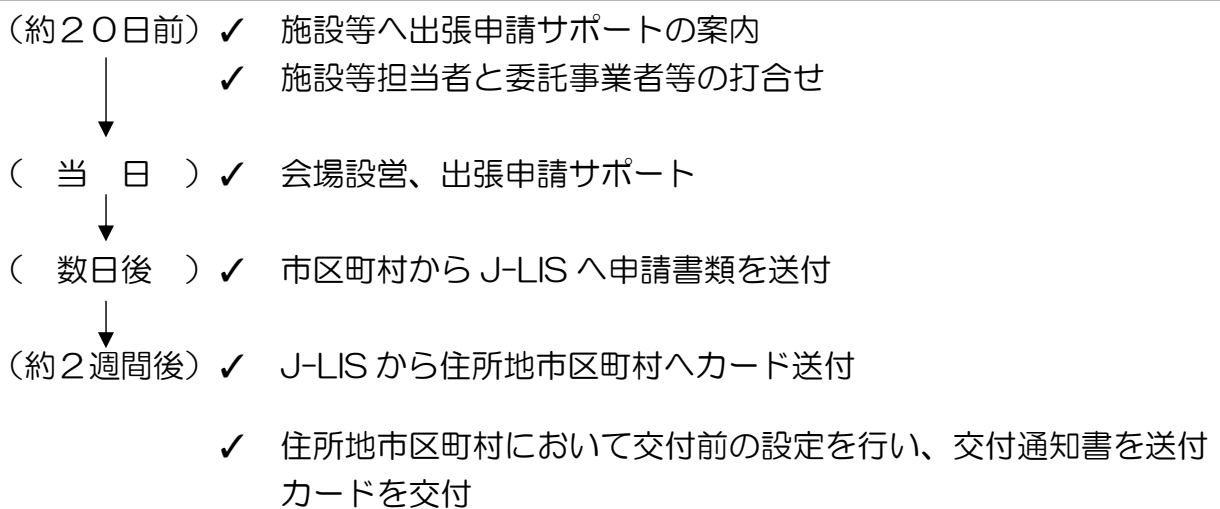 （約２０日前）✓ 施設等へ出張申請サポートの案内
✓ 施設等担当者と委託事業者等の打合せ
（　当　日　）✓ 会場設営、出張申請サポート
（　数日後　）✓ 市区町村から J-LIS へ申請書類を送付
（約２週間後）✓ J-LIS から住所地市区町村へカード送付
✓ 住所地市区町村において交付前の設定を行い、交付通知書を送付
カードを交付